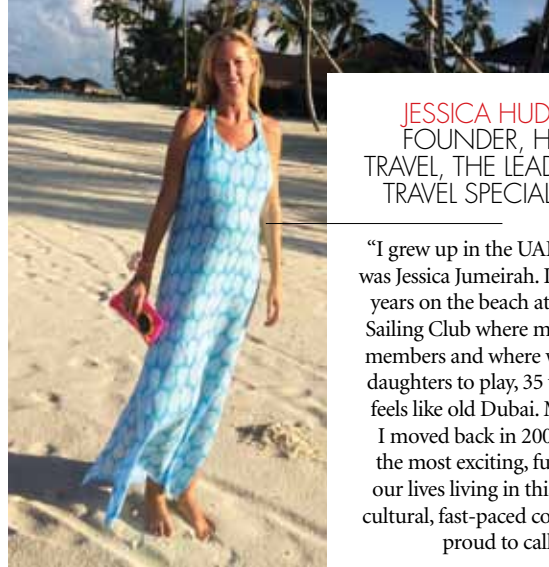 JESSICA HUD
FOUNDER, H
TRAVEL, THE LEAD
TRAVEL SPECIAL
“I grew up in the UAE
was Jessica Jumeirah. I
years on the beach at
Sailing Club where m
members and where w
daughters to play, 35
feels like old Dubai. M
I moved back in 200
the most exciting, fu
our lives living in thi
cultural, fast-paced co
proud to call